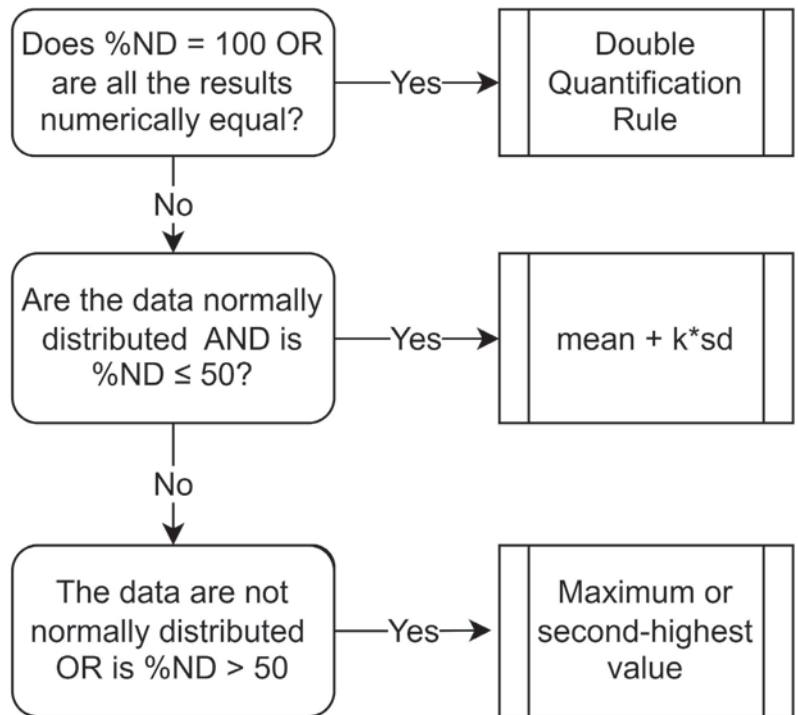 Does %ND = 100 OR
are all the results
numerically equal?
Yes
Double
Quantification
Rule
No
Are the data normally
distributed AND is
%ND ≤ 50?
Yes
mean + k*sd
No
The data are not
normally distributed
OR is %ND > 50
Yes
Maximum or
second-highest
value